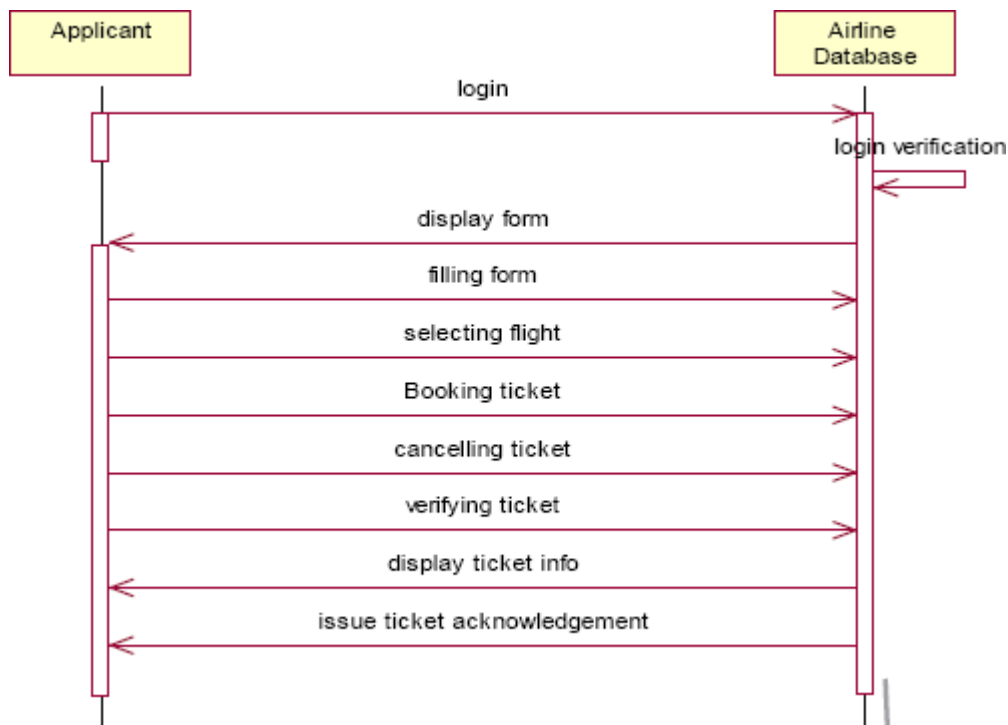 Applicant
Airline
Database
login
login verification
display form
filling form
selecting flight
Booking ticket
cancelling ticket
verifying ticket
display ticket info
issue ticket acknowledgement